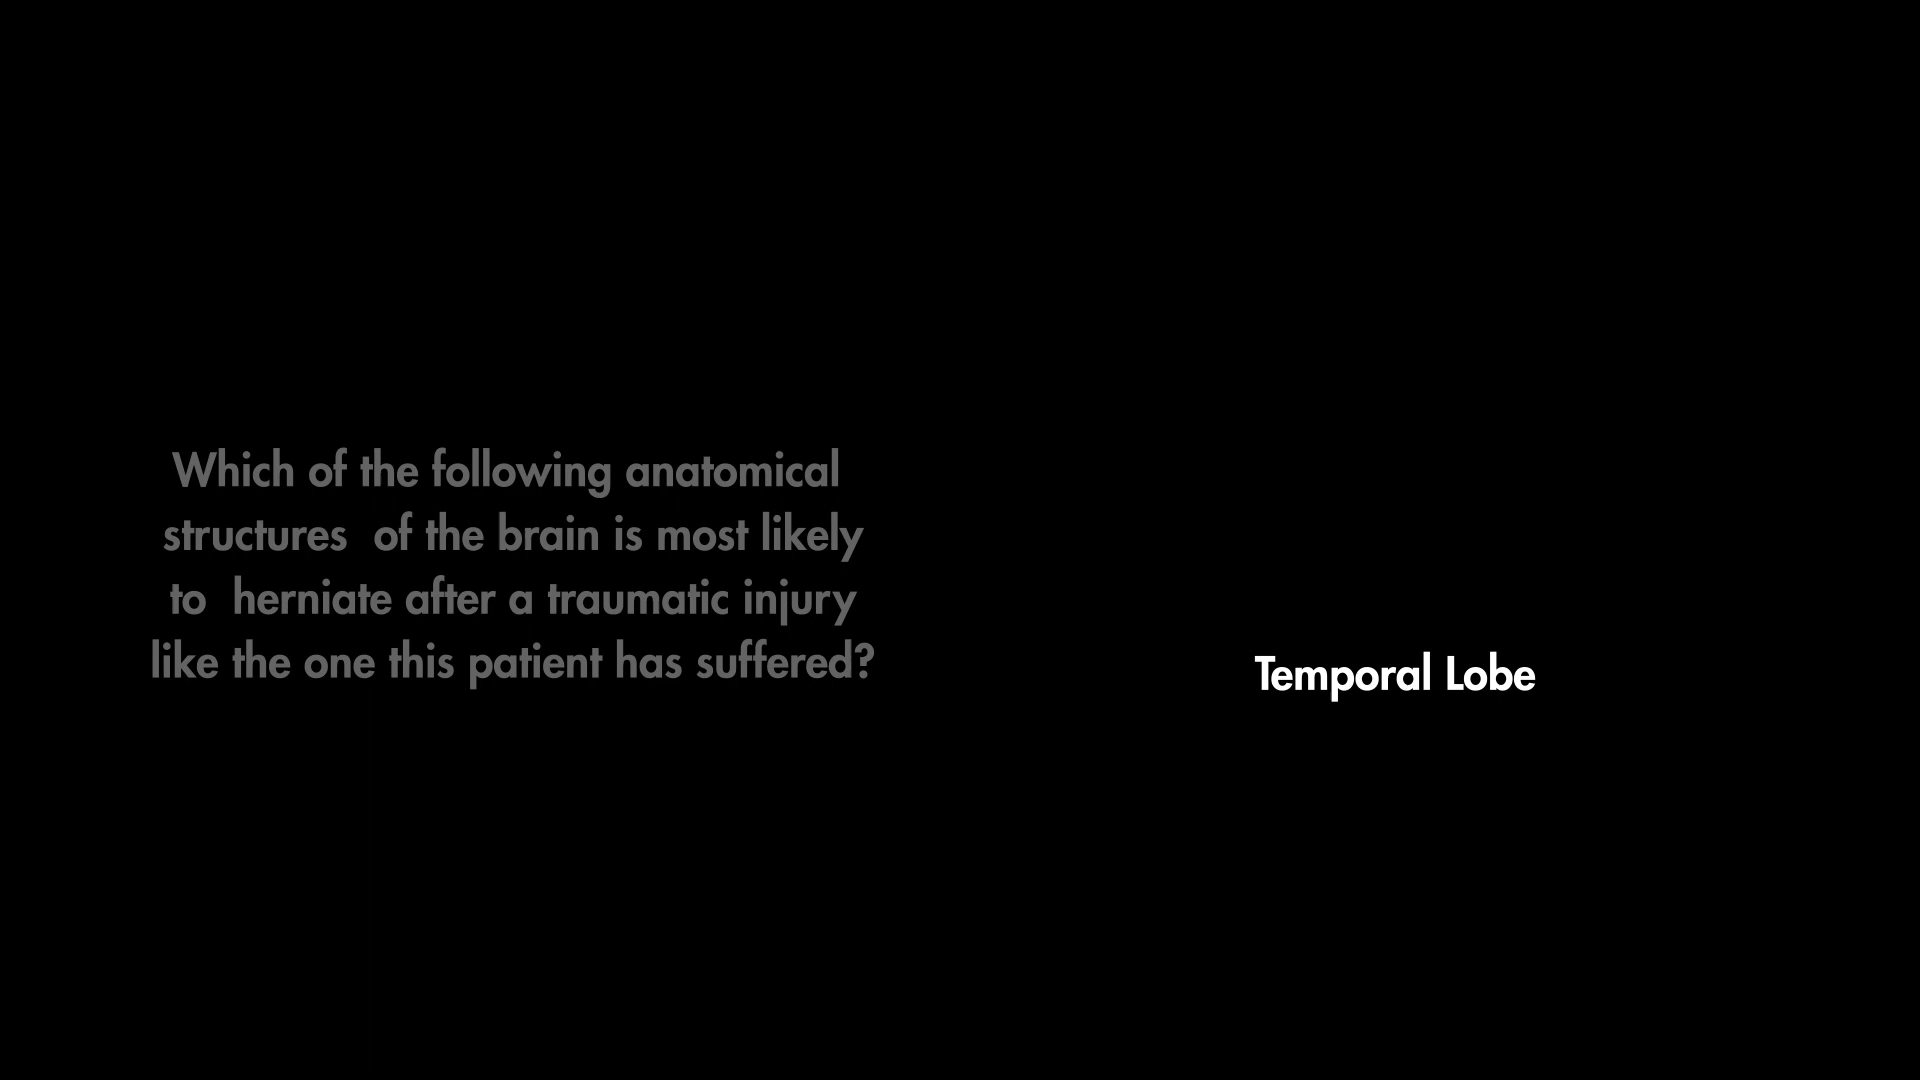 Which of the following anatomical
structures  of the brain is most likely
to  herniate after a traumatic injury
like the one this patient has suffered?
Temporal Lobe